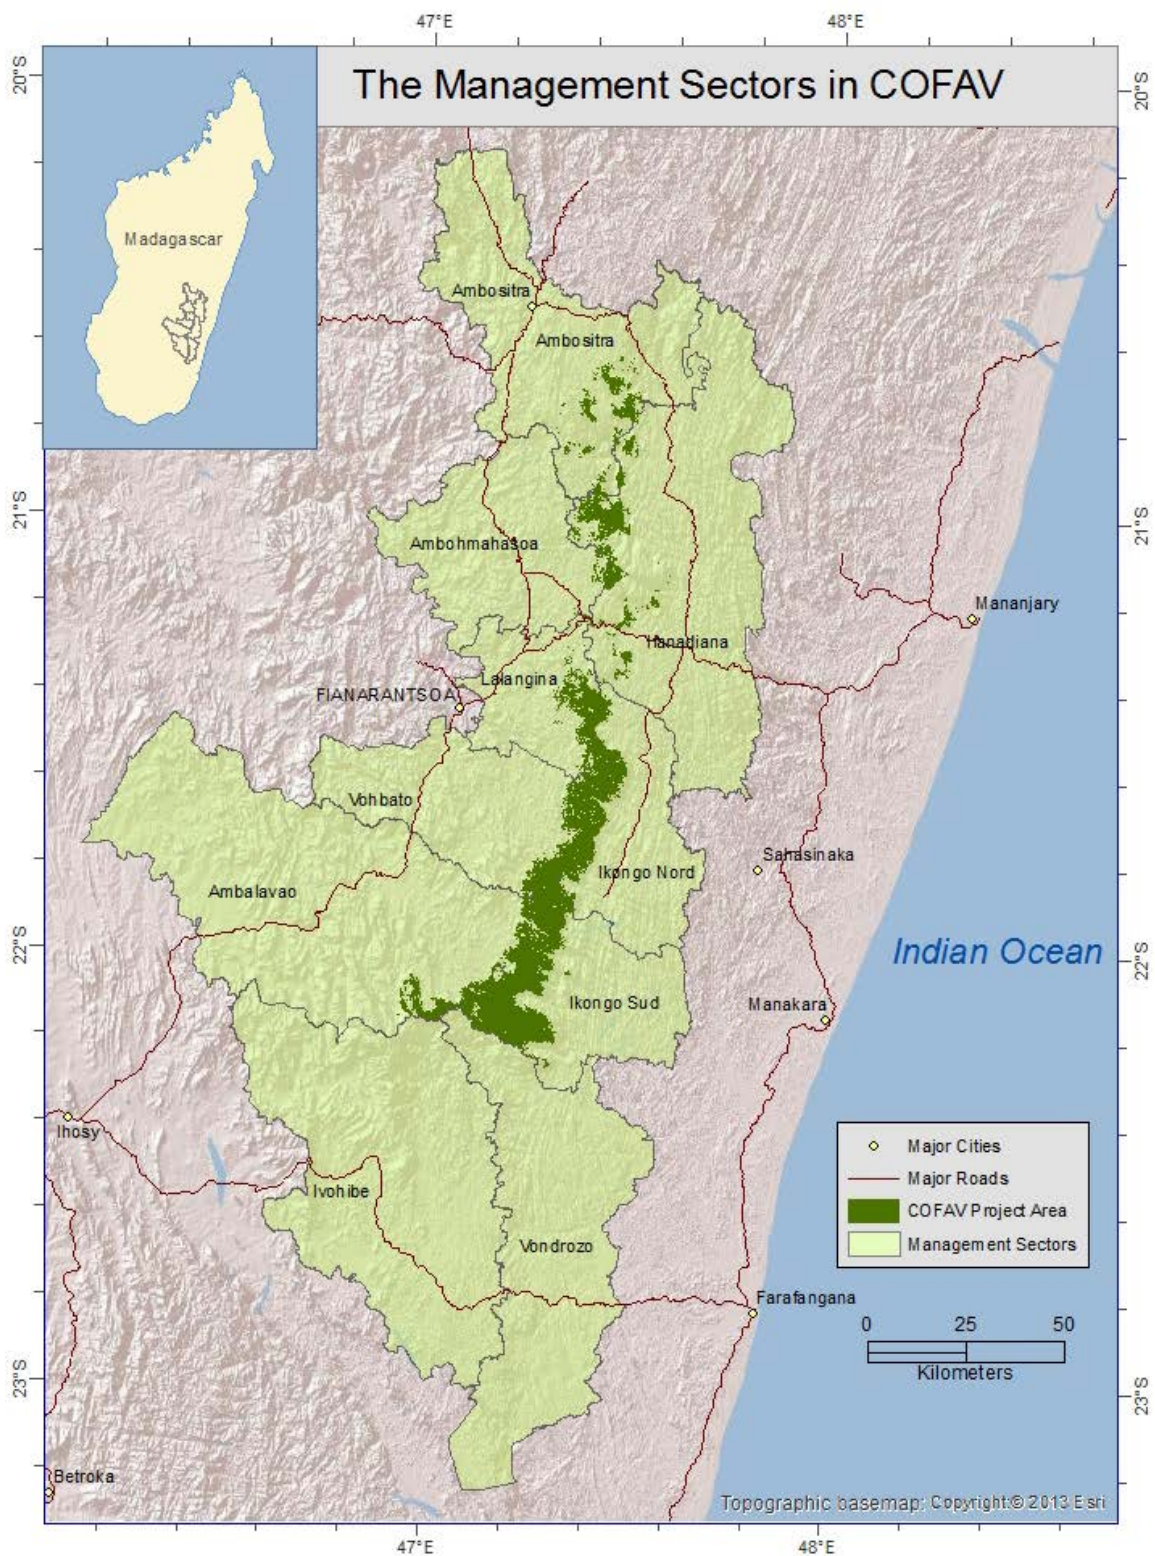 47°E 48°E
20°S 20°S
The Management Sectors in COFAV
Madagascar
Ambositra
Ambositra
21°S 21°S
Ambohmahasoa
Mananjary
Hanadiana
Lalangina
FIANARANTSOA
Vohbato
Sahasinaka
Ikongo Nord
Ambalavao
22°S 22°S
Indian Ocean
Ikongo Sud
Manakara
Ihosy
Major Cities
Major Roads
Ivohibe
COFAV Project Area
Vondrozo
Management Sectors
Farafangana
0 25 50
Kilometers
23°S 23°S
Betroka
Topographic basemap: Copyright:© 2013 Esri
47°E 48°E